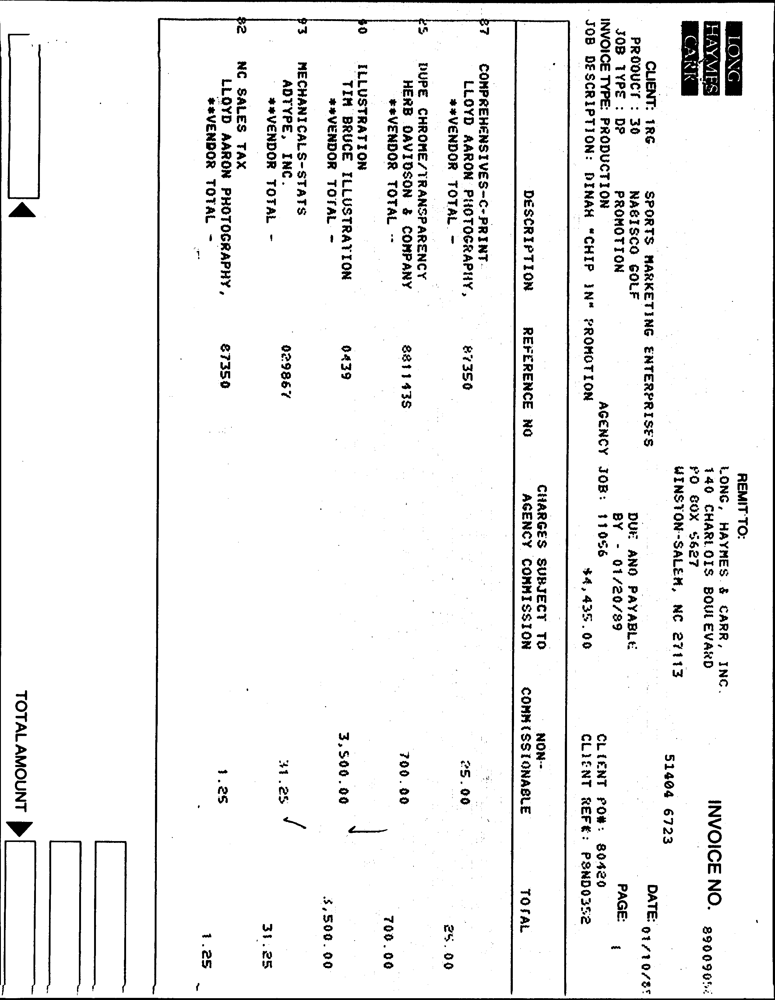 LONG
HAYMES
CARR
REMIT TO:
LONG, HAYMES & CARR, INC.
140 CHARLOIS BOULEVARD
PO BOX 5627
WINSTON-SALEM, NC 27113
INVOICE NO.
51404 6723
DATE:
PAGE: 1
CLIENT: 1RG SPORTS MARKETING ENTERPRISES
PRODUCT : 30 NABISCO GOLF
JOB TYPE : DP PROMOTION
INVOICE TYPE: PRODUCTION
JOB DESCRIPTION: DINAH "CHIP IN" PROMOTION
DUE AND PAYABLE
BY - 01/20/89
AGENCY JOB: 11056 $4,435.00
CLIENT PO#: 80420
CLIENT REF#: P8ND0352
DESCRIPTION REFERENCE NO CHARGES SUBJECT TO AGENCY COMMISSION NON-COMMISSIONABLE TOTAL
87 COMPREHENSIVES-C-PRINT
LLOYD AARON PHOTOGRAPHY, 87350 25.00 25.00
**VENDOR TOTAL -
25 DUPE CHROME/TRANSPARENCY
HERB DAVIDSON & COMPANY 881143S 700.00 700.00
**VENDOR TOTAL -
40 ILLUSTRATION
TIM BRUCE ILLUSTRATION 0439 3,500.00 3,500.00
**VENDOR TOTAL -
93 MECHANICALS-STATS
ADTYPE, INC. 029867 31.25 31.25
**VENDOR TOTAL -
82 NC SALES TAX
LLOYD AARON PHOTOGRAPHY, 87350 1.25 1.25
**VENDOR TOTAL -
TOTAL AMOUNT